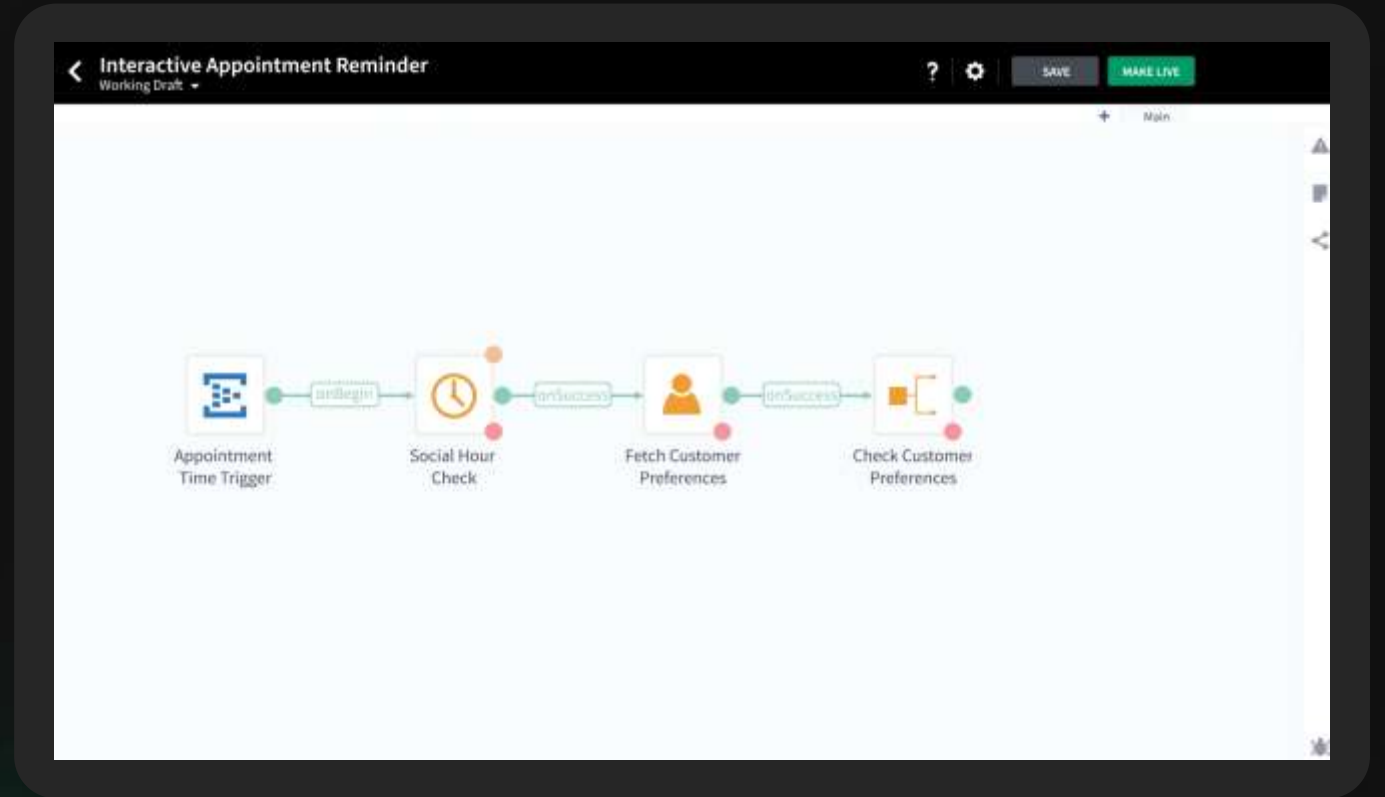 Interactive Appointment Reminder
Working Draft
?
SAVE
MAKE LIVE
+ Main
onBegin
onSuccess
onSuccess
Appointment
Time Trigger
Social Hour
Check
Fetch Customer
Preferences
Check Customer
Preferences